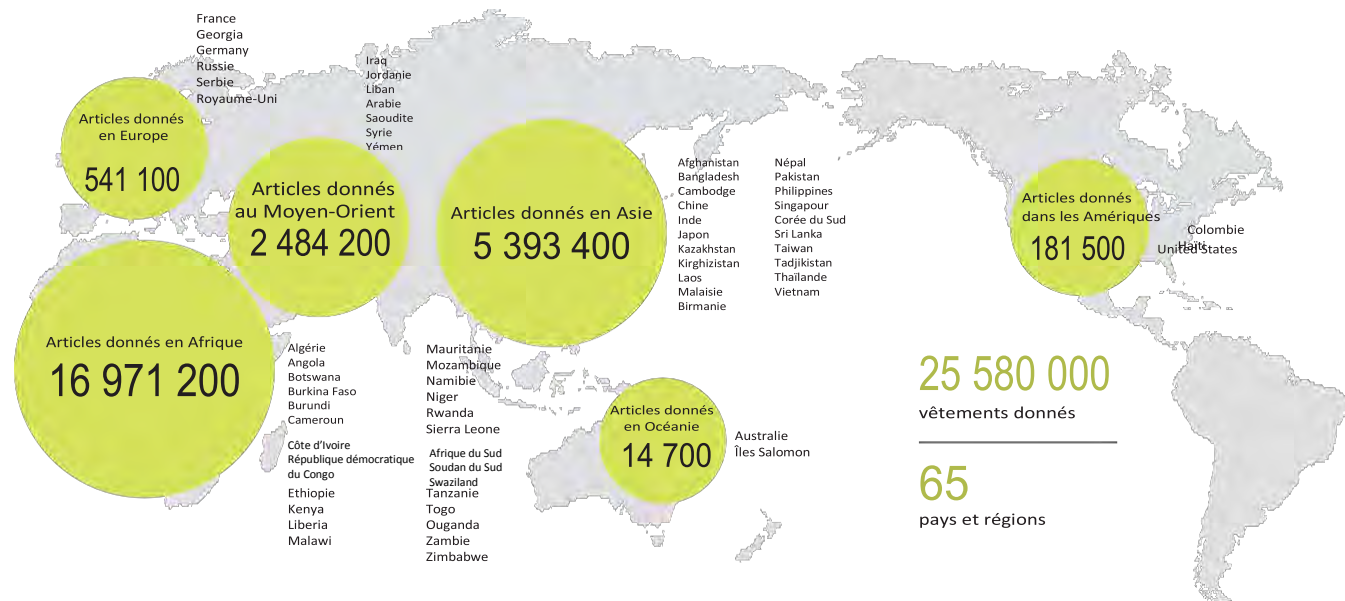 France
Georgia
Germany
Russie
Serbie
Royaume-Uni
Articles donnés
en Europe
541 100
Iraq
Jordanie
Liban
Arabie
Saoudite
Syrie
Yémen
Articles donnés
au Moyen-Orient
2 484 200
Articles donnés en Asie
5 393 400
Afghanistan
Bangladesh
Cambodge
Chine
Inde
Japon
Kazakhstan
Kirghizistan
Laos
Malaisie
Birmanie
Népal
Pakistan
Philippines
Singapour
Corée du Sud
Sri Lanka
Taiwan
Tadjikistan
Thaïlande
Vietnam
Articles donnés
dans les Amériques
181 500
Colombie
Haïti
United States
Articles donnés en Afrique
16 971 200
Algérie
Angola
Botswana
Burkina Faso
Burundi
Cameroun
Côte d’Ivoire
République démocratique
du Congo
Ethiopie
Kenya
Liberia
Malawi
Mauritanie
Mozambique
Namibie
Niger
Rwanda
Sierra Leone
Afrique du Sud
Soudan du Sud
Swaziland
Tanzanie
Togo
Ouganda
Zambie
Zimbabwe
Articles donnés
en Océanie
14 700
Australie
Îles Salomon
25 580 000
vêtements donnés
65
pays et régions